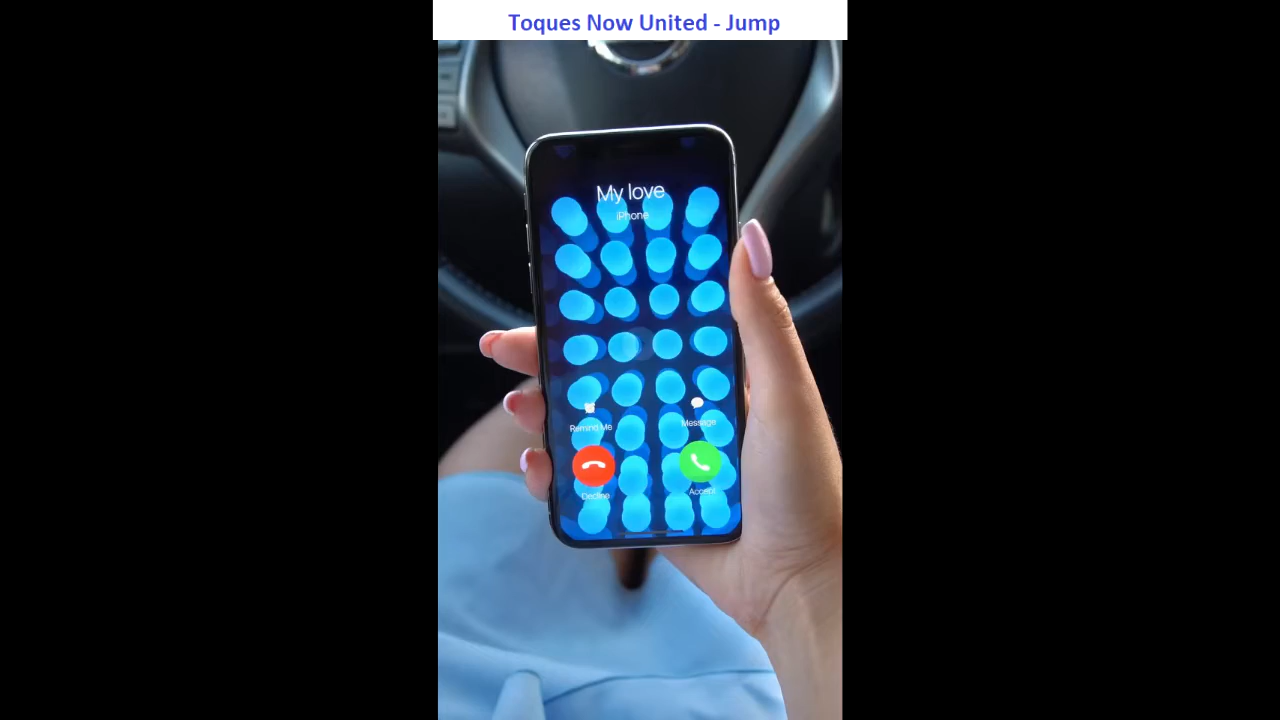 Toques Now United - Jump
My love
iPhone
Remind Me
Message
Decline
Accept